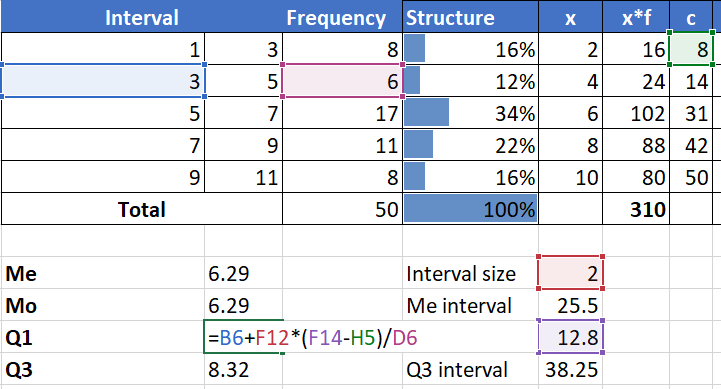 Interval Frequency Structure x x*f c
1 3 8 16% 2 16 8
3 5 6 12% 4 24 14
5 7 17 34% 6 102 31
7 9 11 22% 8 88 42
9 11 8 16% 10 80 50
Total 50 100% 310
Me 6.29 Interval size 2
Mo 6.29 Me interval 25.5
Q1 =B6+F12*(F14-H5)/D6 12.8
Q3 8.32 Q3 interval 38.25